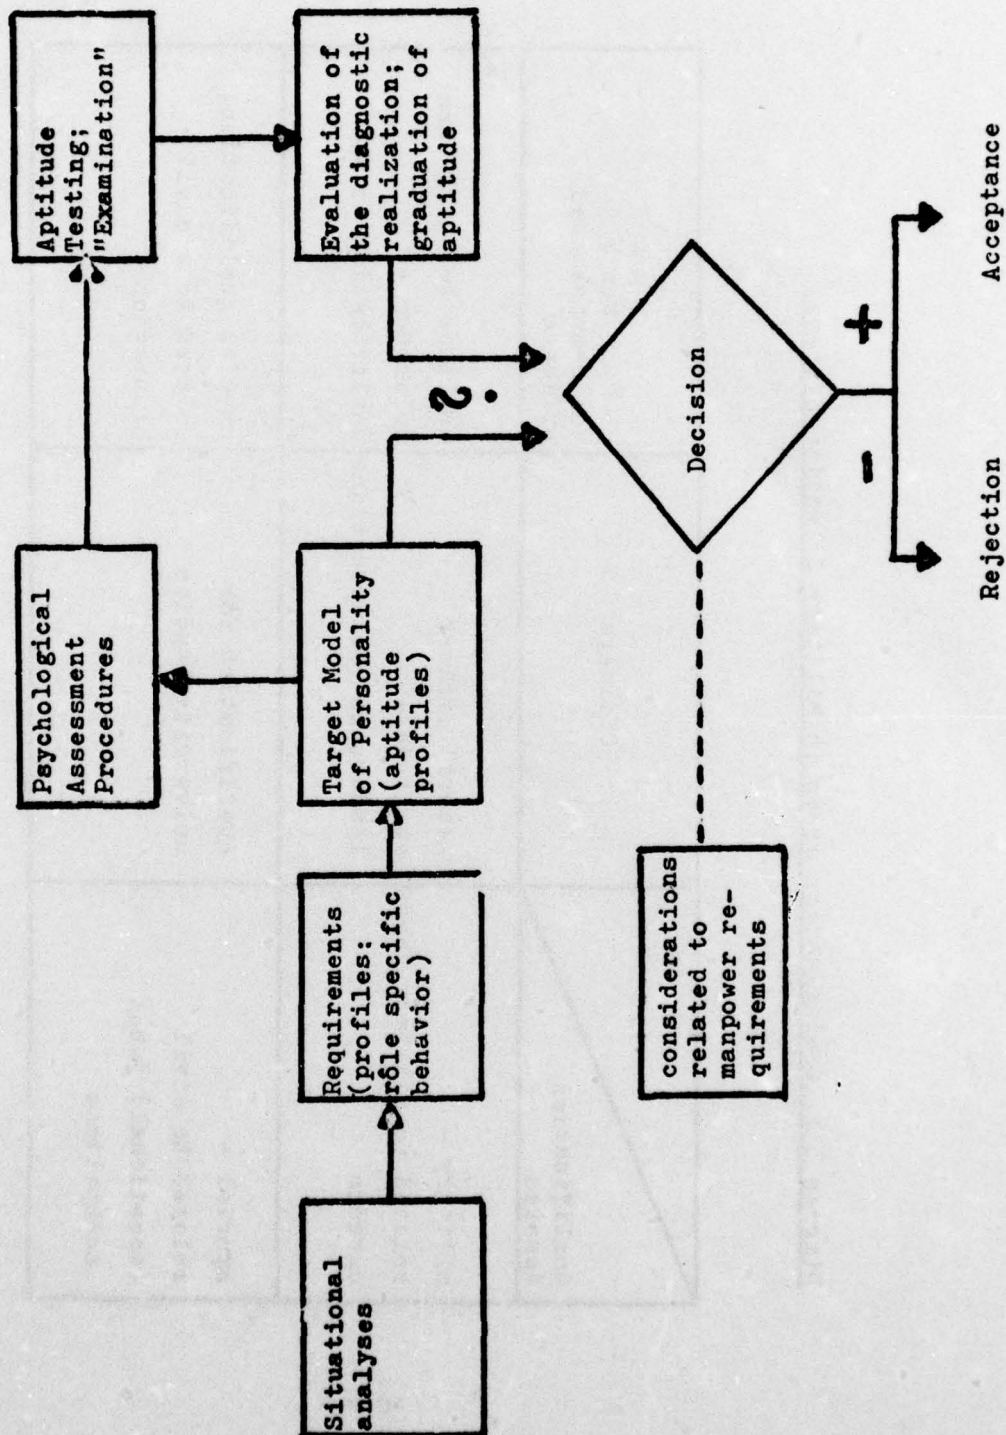 Psychological
Assessment
Procedures
Aptitude
Testing;
"Examination"
Situational
analyses
Requirements
(profiles:
rôle specific
behavior)
Target Model
of Personality
(aptitude
profiles)
Evaluation of
the diagnostic
realization;
graduation of
aptitude
?
considerations
related to
manpower re-
quirements
Decision
-
+
Rejection
Acceptance